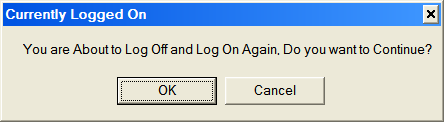 Currently Logged On
You are About to Log Off and Log On Again, Do you want to Continue?
OK
Cancel